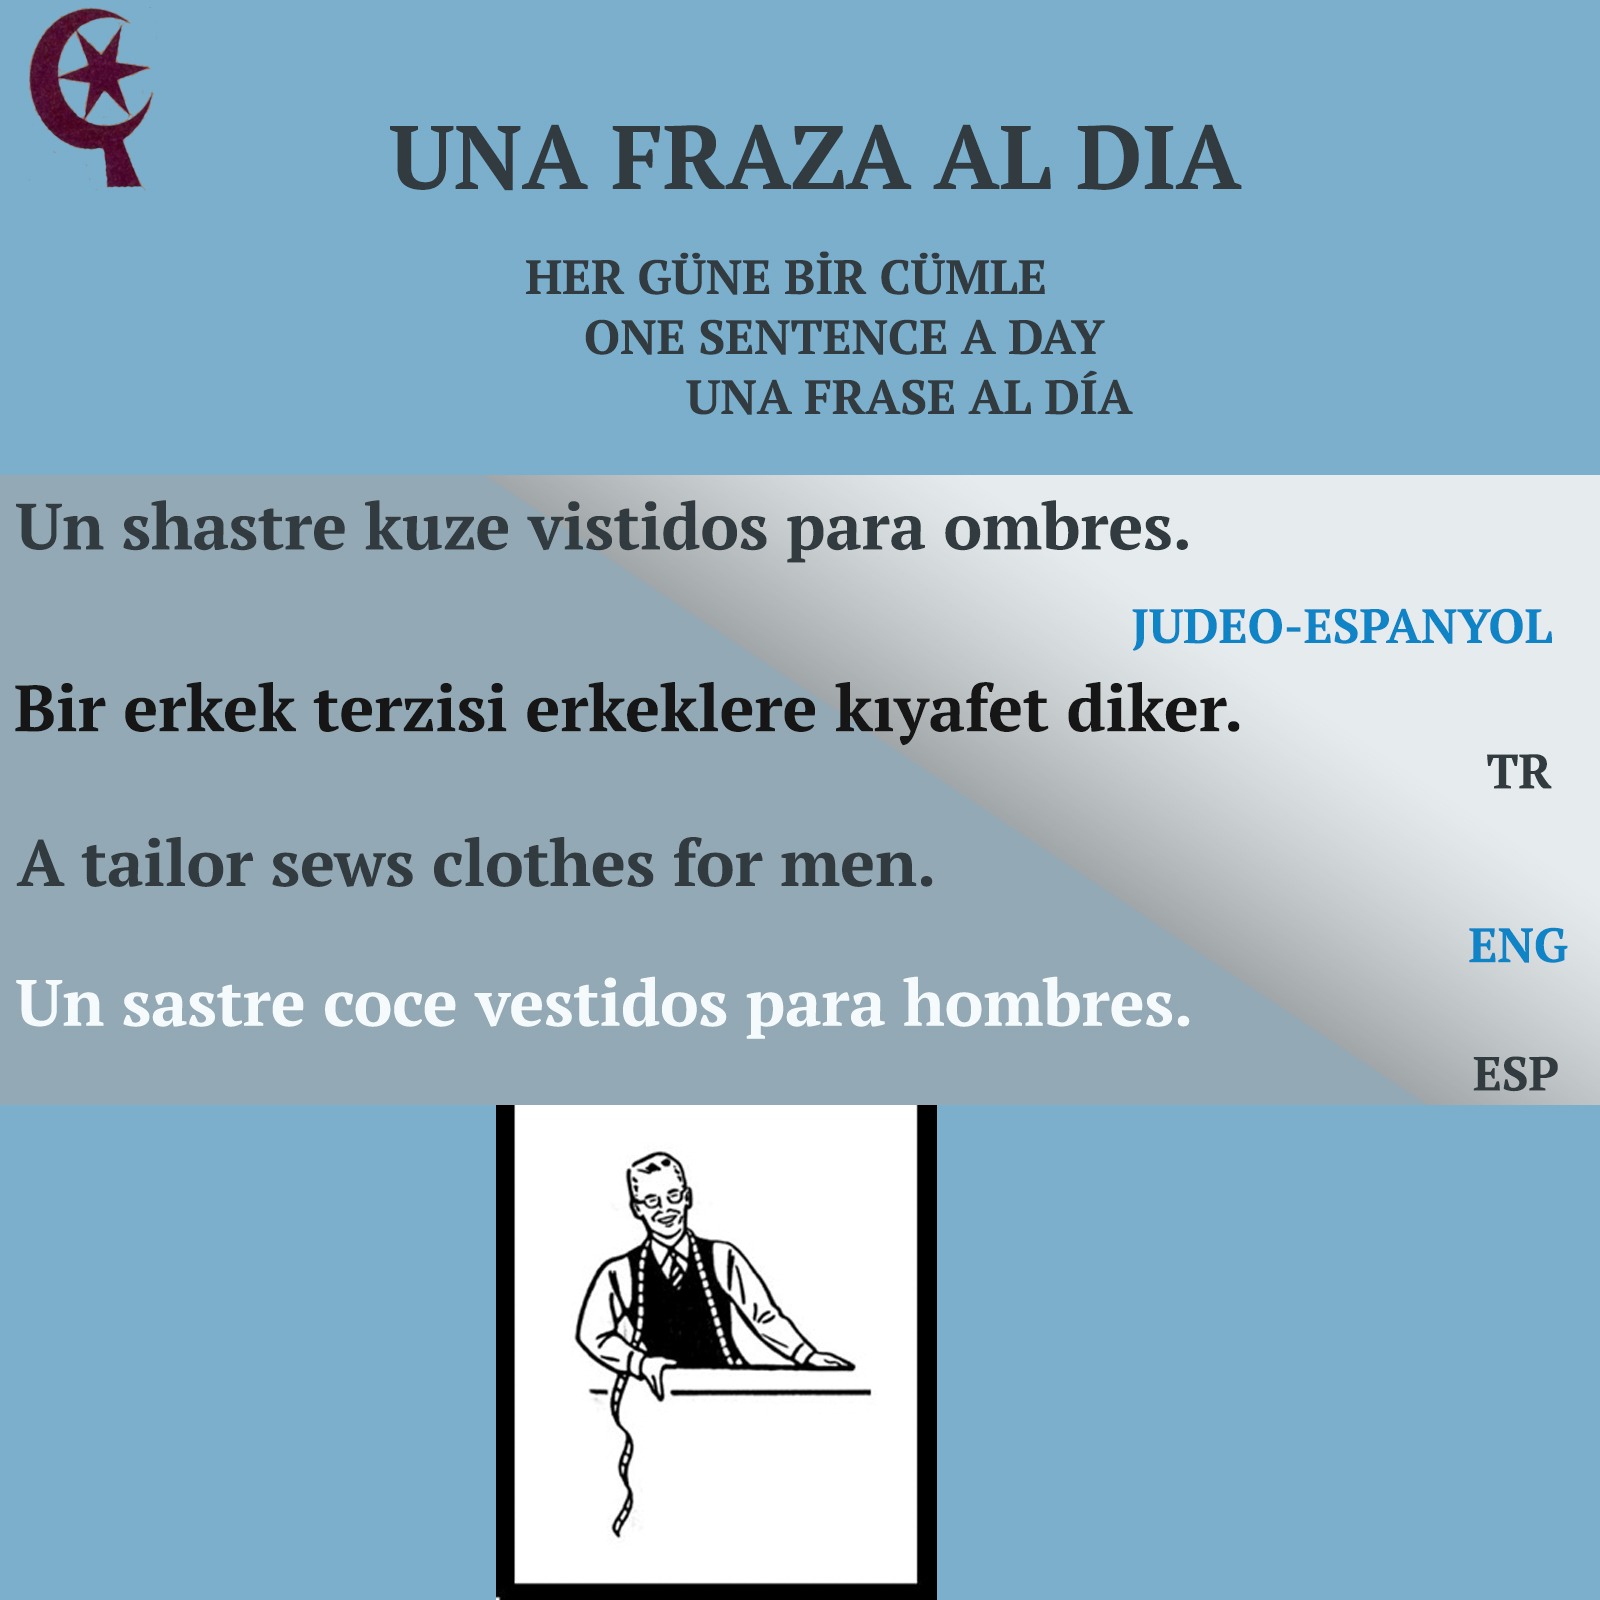 UNA FRAZA AL DIA
HER GÜNE BİR CÜMLE
ONE SENTENCE A DAY
UNA FRASE AL DÍA
Un shastre kuze vistidos para ombres.
JUDEO-ESPANYOL
Bir erkek terzisi erkeklere kıyafet diker.
TR
A tailor sews clothes for men.
ENG
Un sastre coce vestidos para hombres.
ESP